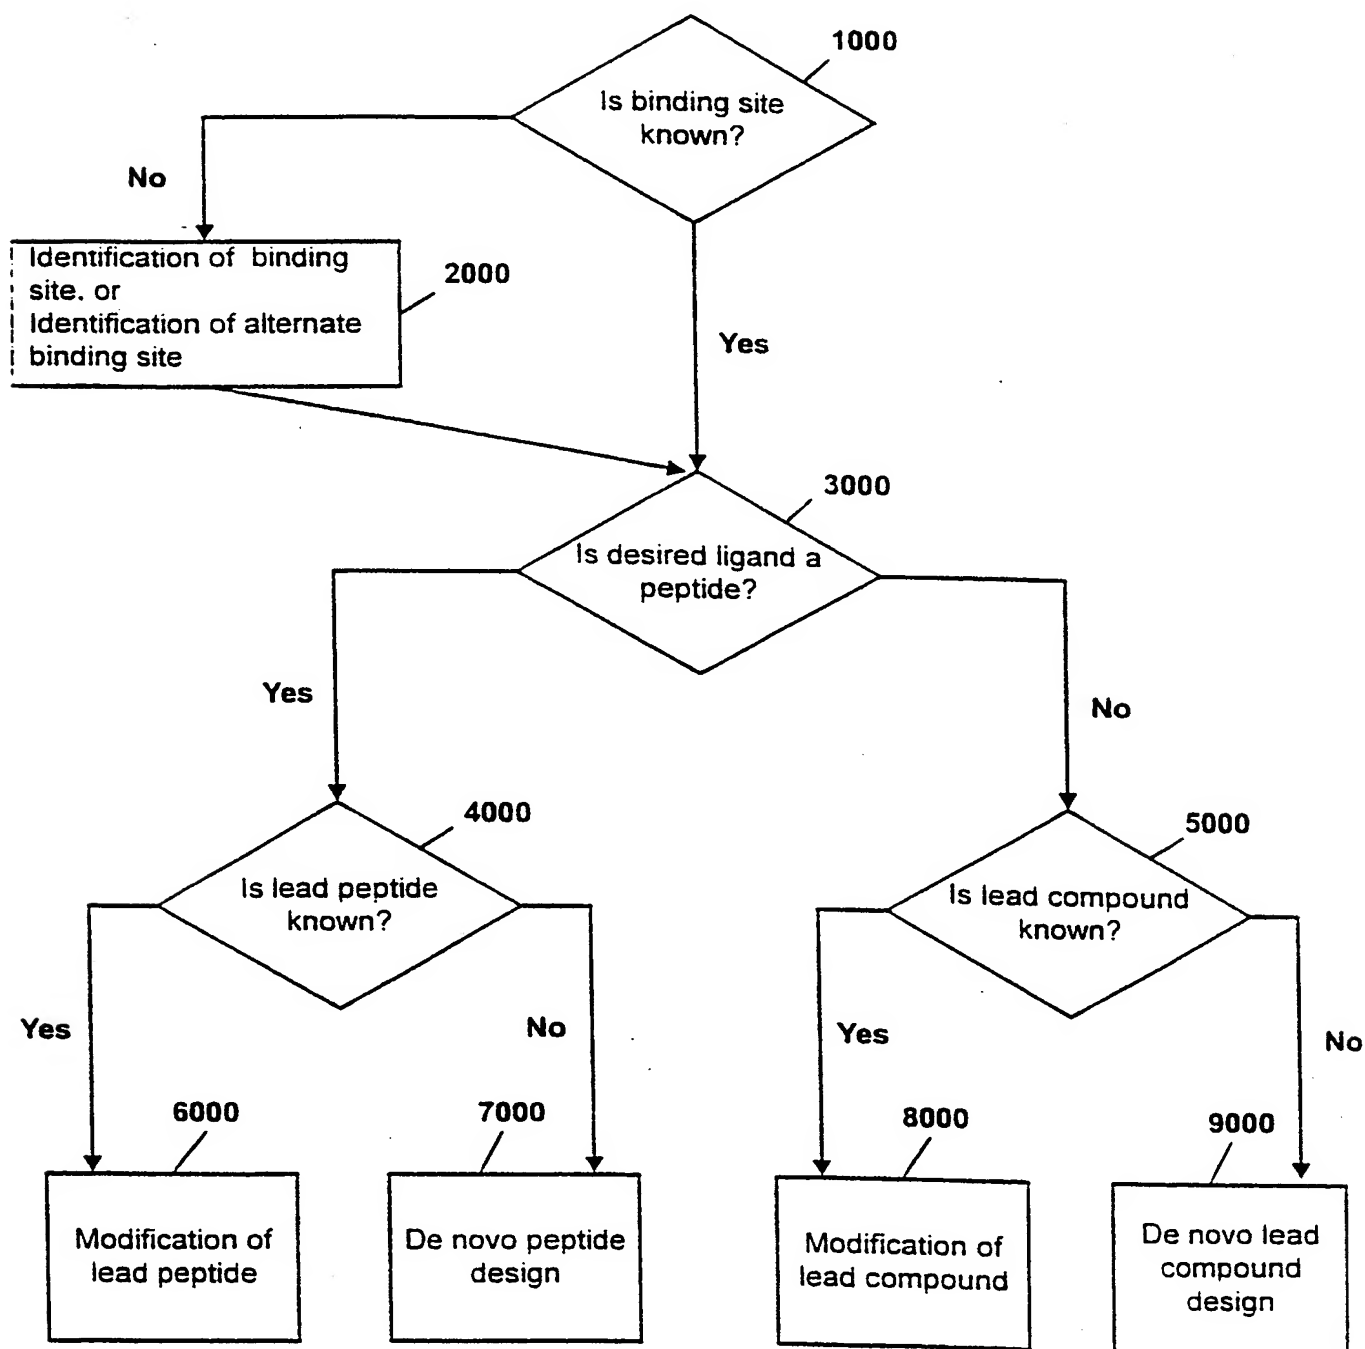 1000
Is binding site
known?
No
Identification of binding
site. or
Identification of alternate
binding site
2000
Yes
3000
Is desired ligand a
peptide?
Yes
No
4000
Is lead peptide
known?
5000
Is lead compound
known?
Yes
No
Yes
No
6000
7000
8000
9000
Modification of
lead peptide
De novo peptide
design
Modification of
lead compound
De novo lead
compound
design